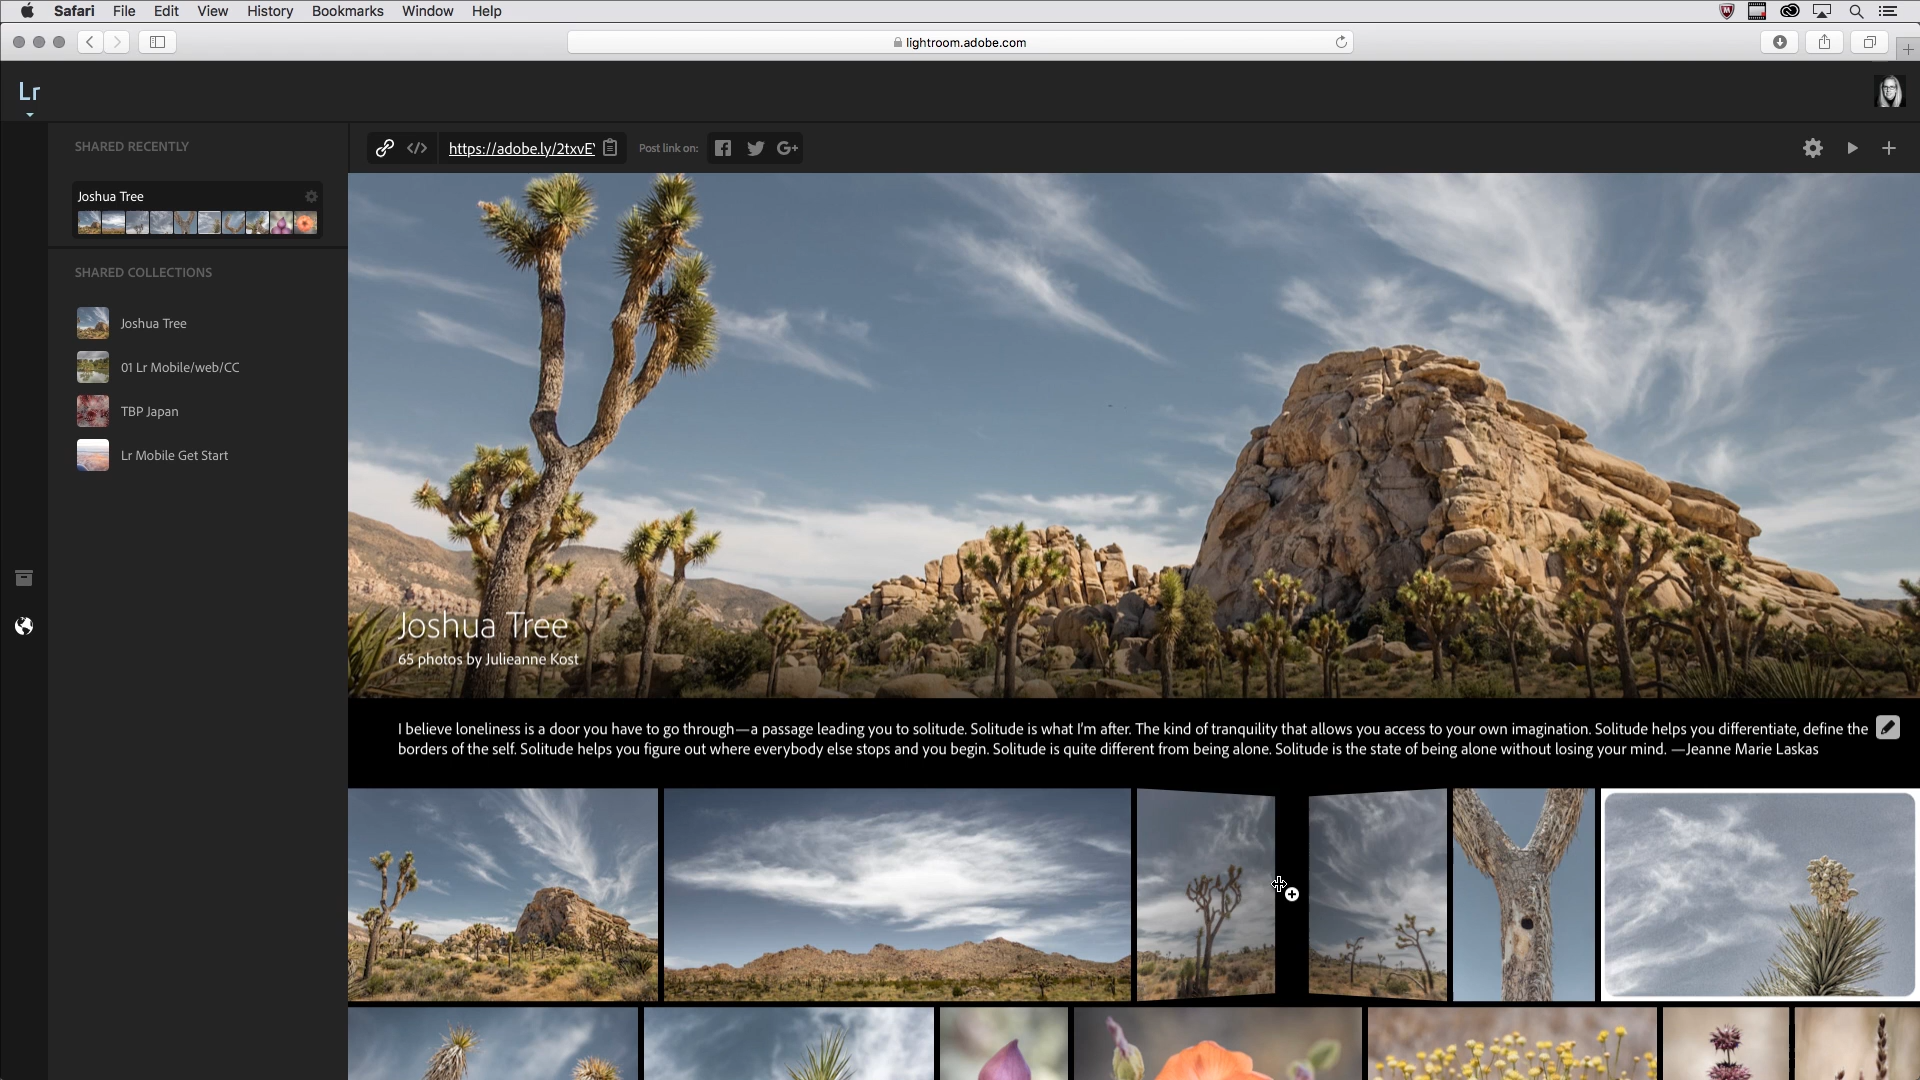 Safari File Edit View History Bookmarks Window Help
lightroom.adobe.com
Lr
SHARED RECENTLY
https://adobe.ly/2txvE
Post link on:
G+
Joshua Tree
SHARED COLLECTIONS
Joshua Tree
01 Lr Mobile/web/CC
TBP Japan
Lr Mobile Get Start
Joshua Tree
65 photos by Julieanne Kost
I believe loneliness is a door you have to go through—a passage leading you to solitude. Solitude is what I'm after. The kind of tranquility that allows you access to your own imagination. Solitude helps you differentiate, define the
borders of the self. Solitude helps you figure out where everybody else stops and you begin. Solitude is quite different from being alone. Solitude is the state of being alone without losing your mind. —Jeanne Marie Laskas